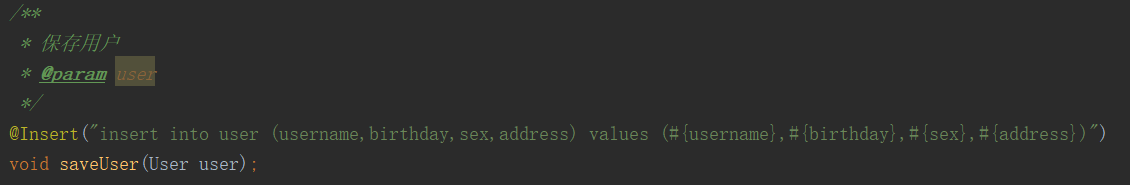 /**
 * 保存用户
 * @param user
 */
@Insert("insert into user (username,birthday,sex,address) values (#{username},#{birthday},#{sex},#{address})")
void saveUser(User user);